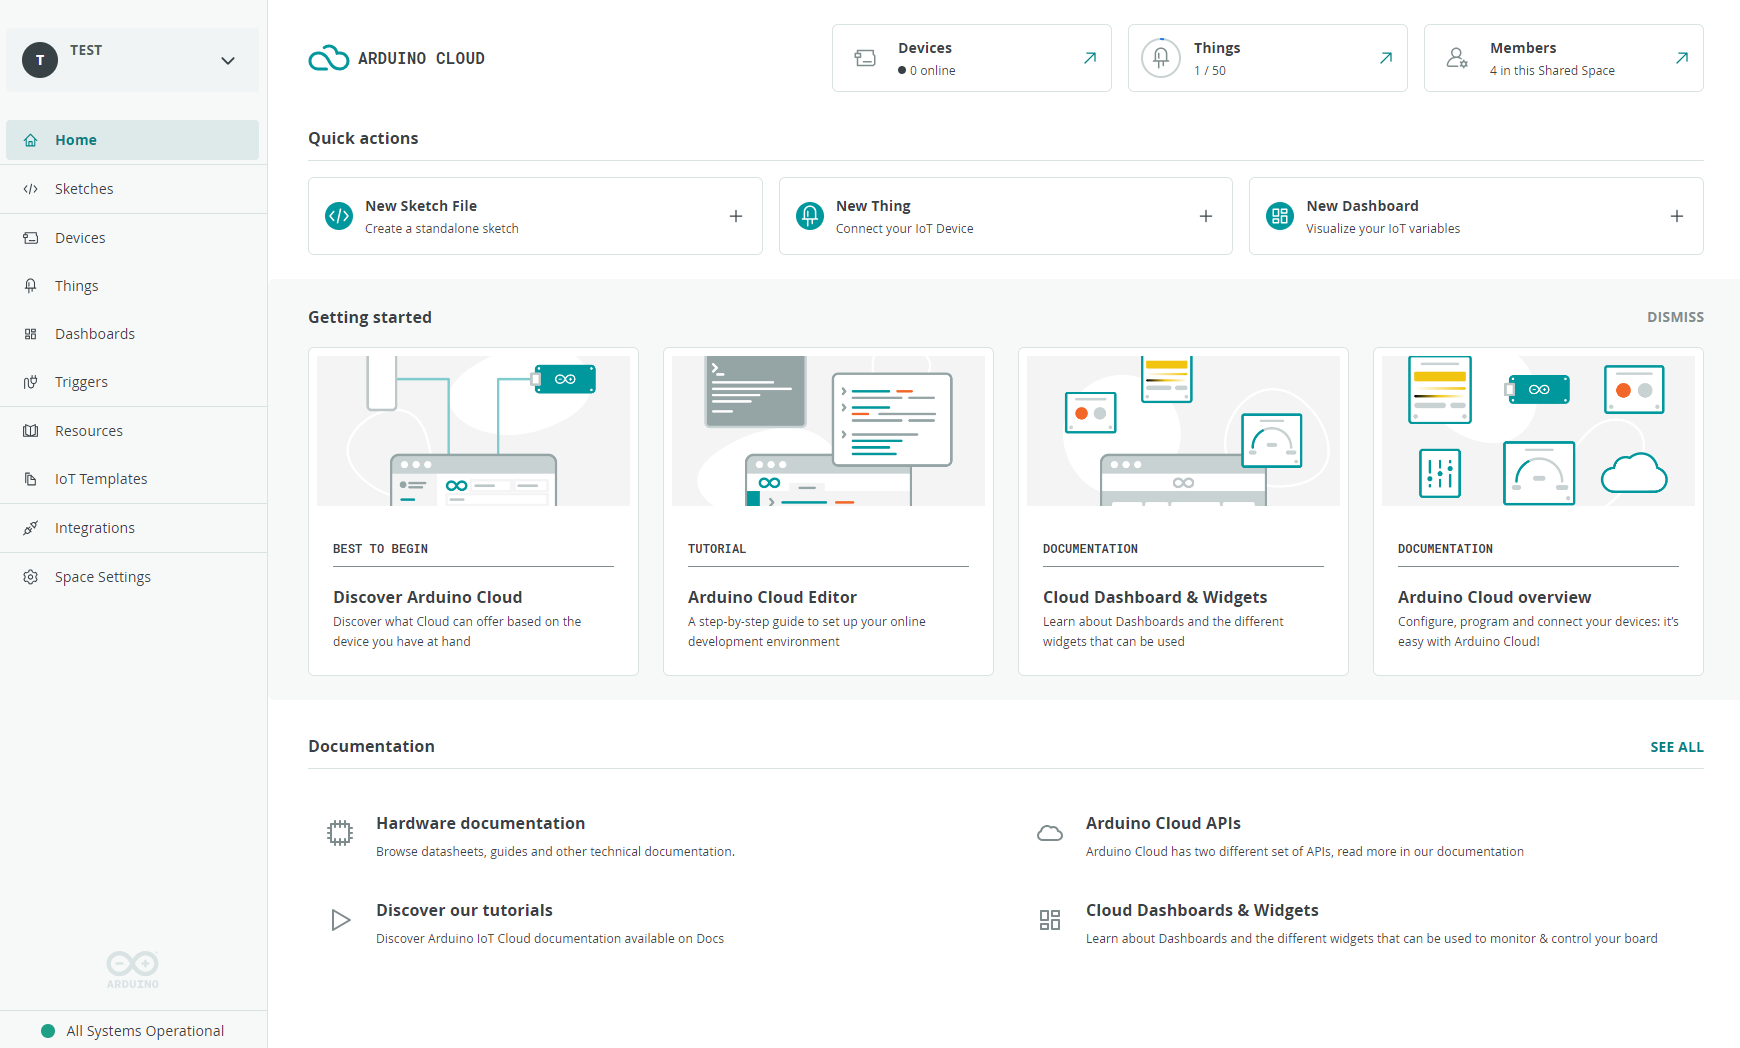 T
TEST
Home
Sketches
Devices
Things
Dashboards
Triggers
Resources
IoT Templates
Integrations
Space Settings
ARDUINO
All Systems Operational
ARDUINO CLOUD
Devices
0 online
Things
1 / 50
Members
4 in this Shared Space
Quick actions
New Sketch File
Create a standalone sketch
New Thing
Connect your IoT Device
New Dashboard
Visualize your IoT variables
Getting started
DISMISS
BEST TO BEGIN
Discover Arduino Cloud
Discover what Cloud can offer based on the
device you have at hand
TUTORIAL
Arduino Cloud Editor
A step-by-step guide to set up your online
development environment
DOCUMENTATION
Cloud Dashboard & Widgets
Learn about Dashboards and the different
widgets that can be used
DOCUMENTATION
Arduino Cloud overview
Configure, program and connect your devices: it's
easy with Arduino Cloud!
Documentation
SEE ALL
Hardware documentation
Browse datasheets, guides and other technical documentation.
Arduino Cloud APIs
Arduino Cloud has two different set of APIs, read more in our documentation
Discover our tutorials
Discover Arduino IoT Cloud documentation available on Docs
Cloud Dashboards & Widgets
Learn about Dashboards and the different widgets that can be used to monitor & control your board